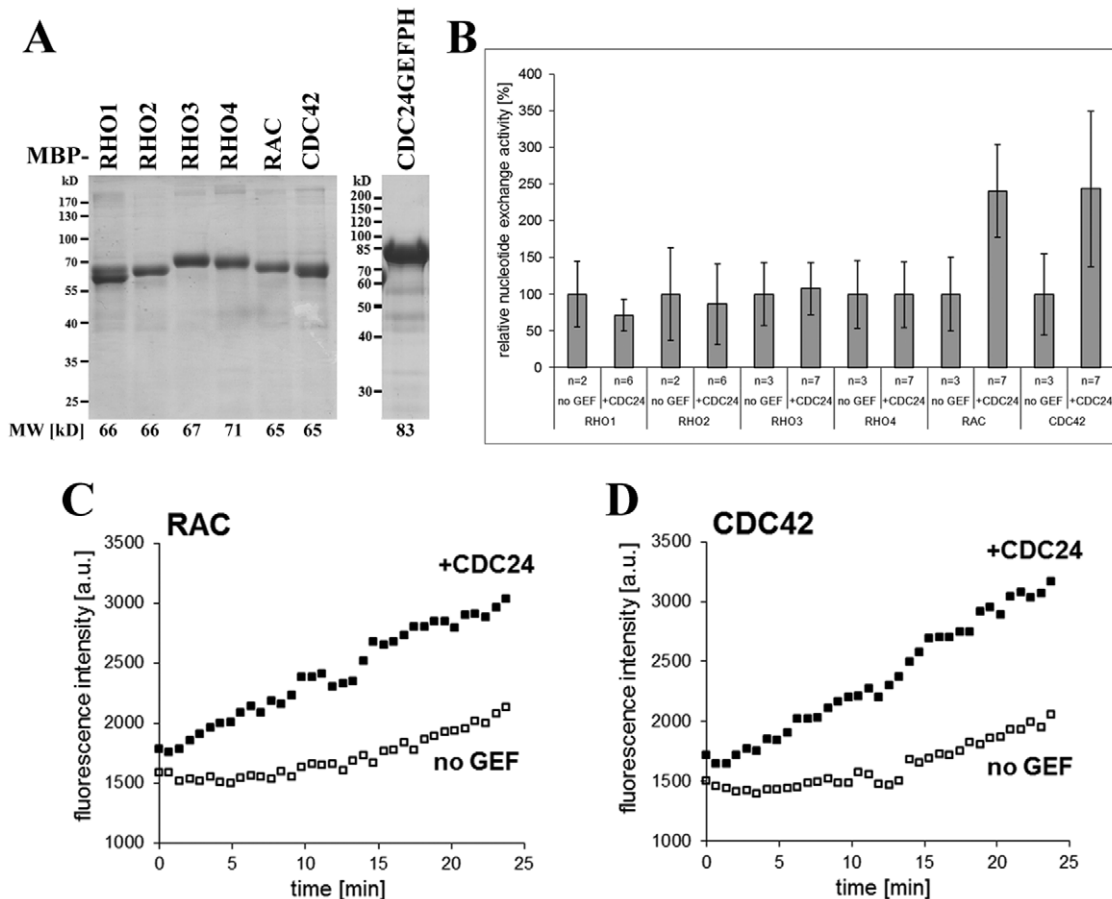 A
MBP-
RHO1 RHO2 RHO3 RHO4 RAC CDC42
kD
170
130
100
70
55
40
35
25
MW [kD] 66 66 67 71 65 65
CDC24GEFPH
kD
200
150
120
100
85
70
60
50
40
30
83
B
relative nucleotide exchange activity [%]
400
350
300
250
200
150
100
50
0
n=2 n=6 n=2 n=6 n=3 n=7 n=3 n=7 n=3 n=7 n=3 n=7
no GEF +CDC24 no GEF +CDC24 no GEF +CDC24 no GEF +CDC24 no GEF +CDC24 no GEF +CDC24
RHO1 RHO2 RHO3 RHO4 RAC CDC42
C
RAC
fluorescence intensity [a.u.]
3500
3000
2500
2000
1500
1000
+CDC24
no GEF
0 5 10 15 20 25
time [min]
D
CDC42
fluorescence intensity [a.u.]
3500
3000
2500
2000
1500
1000
+CDC24
no GEF
0 5 10 15 20 25
time [min]